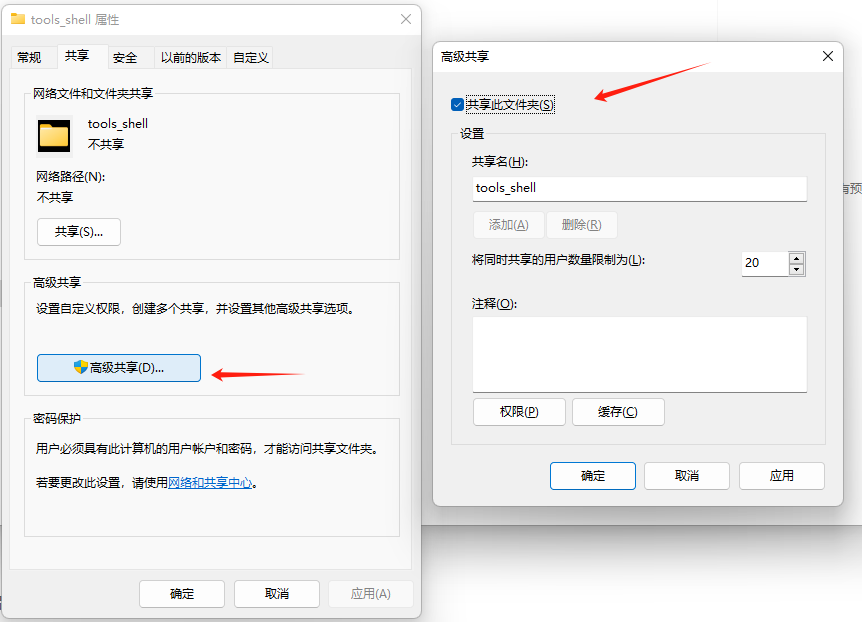 tools_shell 属性
常规
共享
安全
以前的版本
自定义
网络文件和文件夹共享
tools_shell
不共享
网络路径(N):
不共享
共享(S)...
高级共享
设置自定义权限，创建多个共享，并设置其他高级共享选项。
高级共享(D)...
密码保护
用户必须具有此计算机的用户帐户和密码，才能访问共享文件夹。
若要更改此设置，请使用网络和共享中心。
确定
取消
应用(A)
高级共享
共享此文件夹(S)
设置
共享名(H):
tools_shell
添加(A)
删除(R)
将同时共享的用户数量限制为(L):
20
注释(O):
权限(P)
缓存(C)
确定
取消
应用
有预